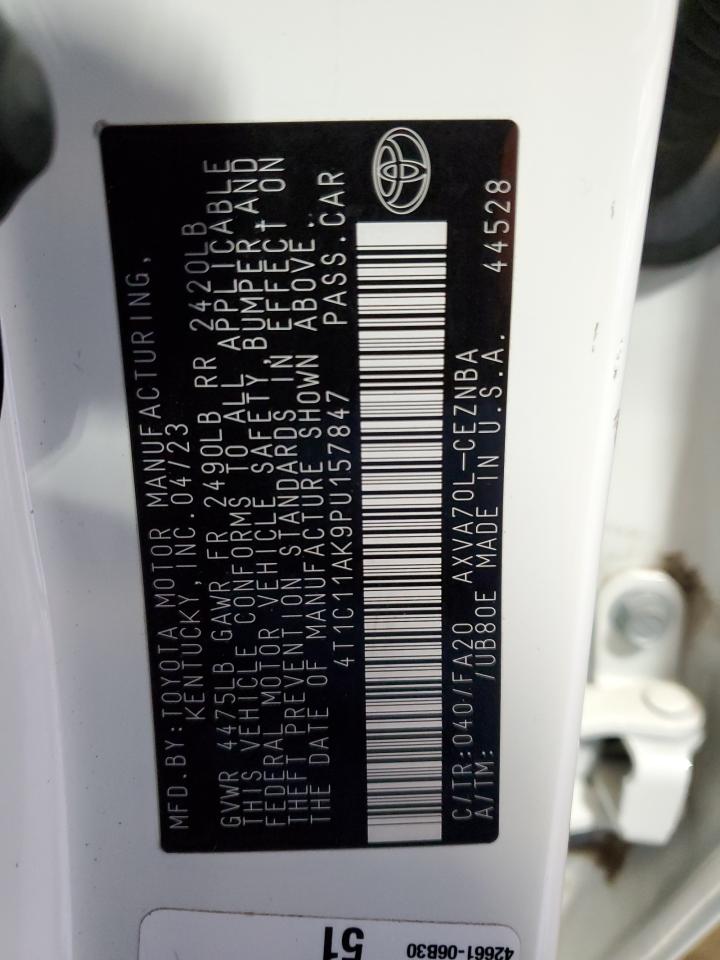 MFD.BY:TOYOTA MOTOR MANUFACTURING,
KENTUCKY,INC.04/23
GVWR 4475LB GAWR FR 2490LB RR 2420LB
THIS VEHICLE CONFORMS TO ALL APPLICABLE
FEDERAL MOTOR VEHICLE SAFETY,BUMPER,AND
THEFT PREVENTION STANDARDS IN EFFECT ON
THE DATE OF MANUFACTURE SHOWN ABOVE.
4T1C11AK9PU157847 PASS.CAR
C/TR:040/FA20 AXVA70L-CEZNBA
A/TM: /UB80E MADE IN U.S.A. 44528
51
42661-06B30